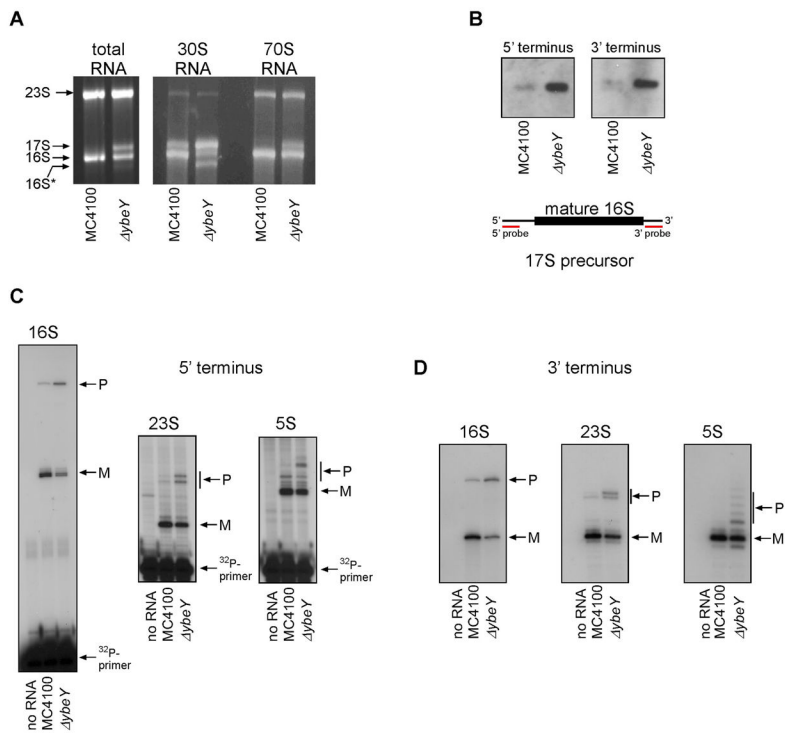 A
total RNA
30S RNA
70S RNA
23S
17S
16S
16S*
MC4100
ΔybeY
MC4100
ΔybeY
MC4100
ΔybeY
B
5' terminus
3' terminus
MC4100
ΔybeY
MC4100
ΔybeY
mature 16S
5'
3'
5' probe
3' probe
17S precursor
C
16S
5' terminus
P
M
32P-
primer
no RNA
MC4100
ΔybeY
23S
P
M
32P-
primer
no RNA
MC4100
ΔybeY
5S
P
M
32P-
primer
no RNA
MC4100
ΔybeY
D
3' terminus
16S
P
M
no RNA
MC4100
ΔybeY
23S
P
M
no RNA
MC4100
ΔybeY
5S
P
M
no RNA
MC4100
ΔybeY